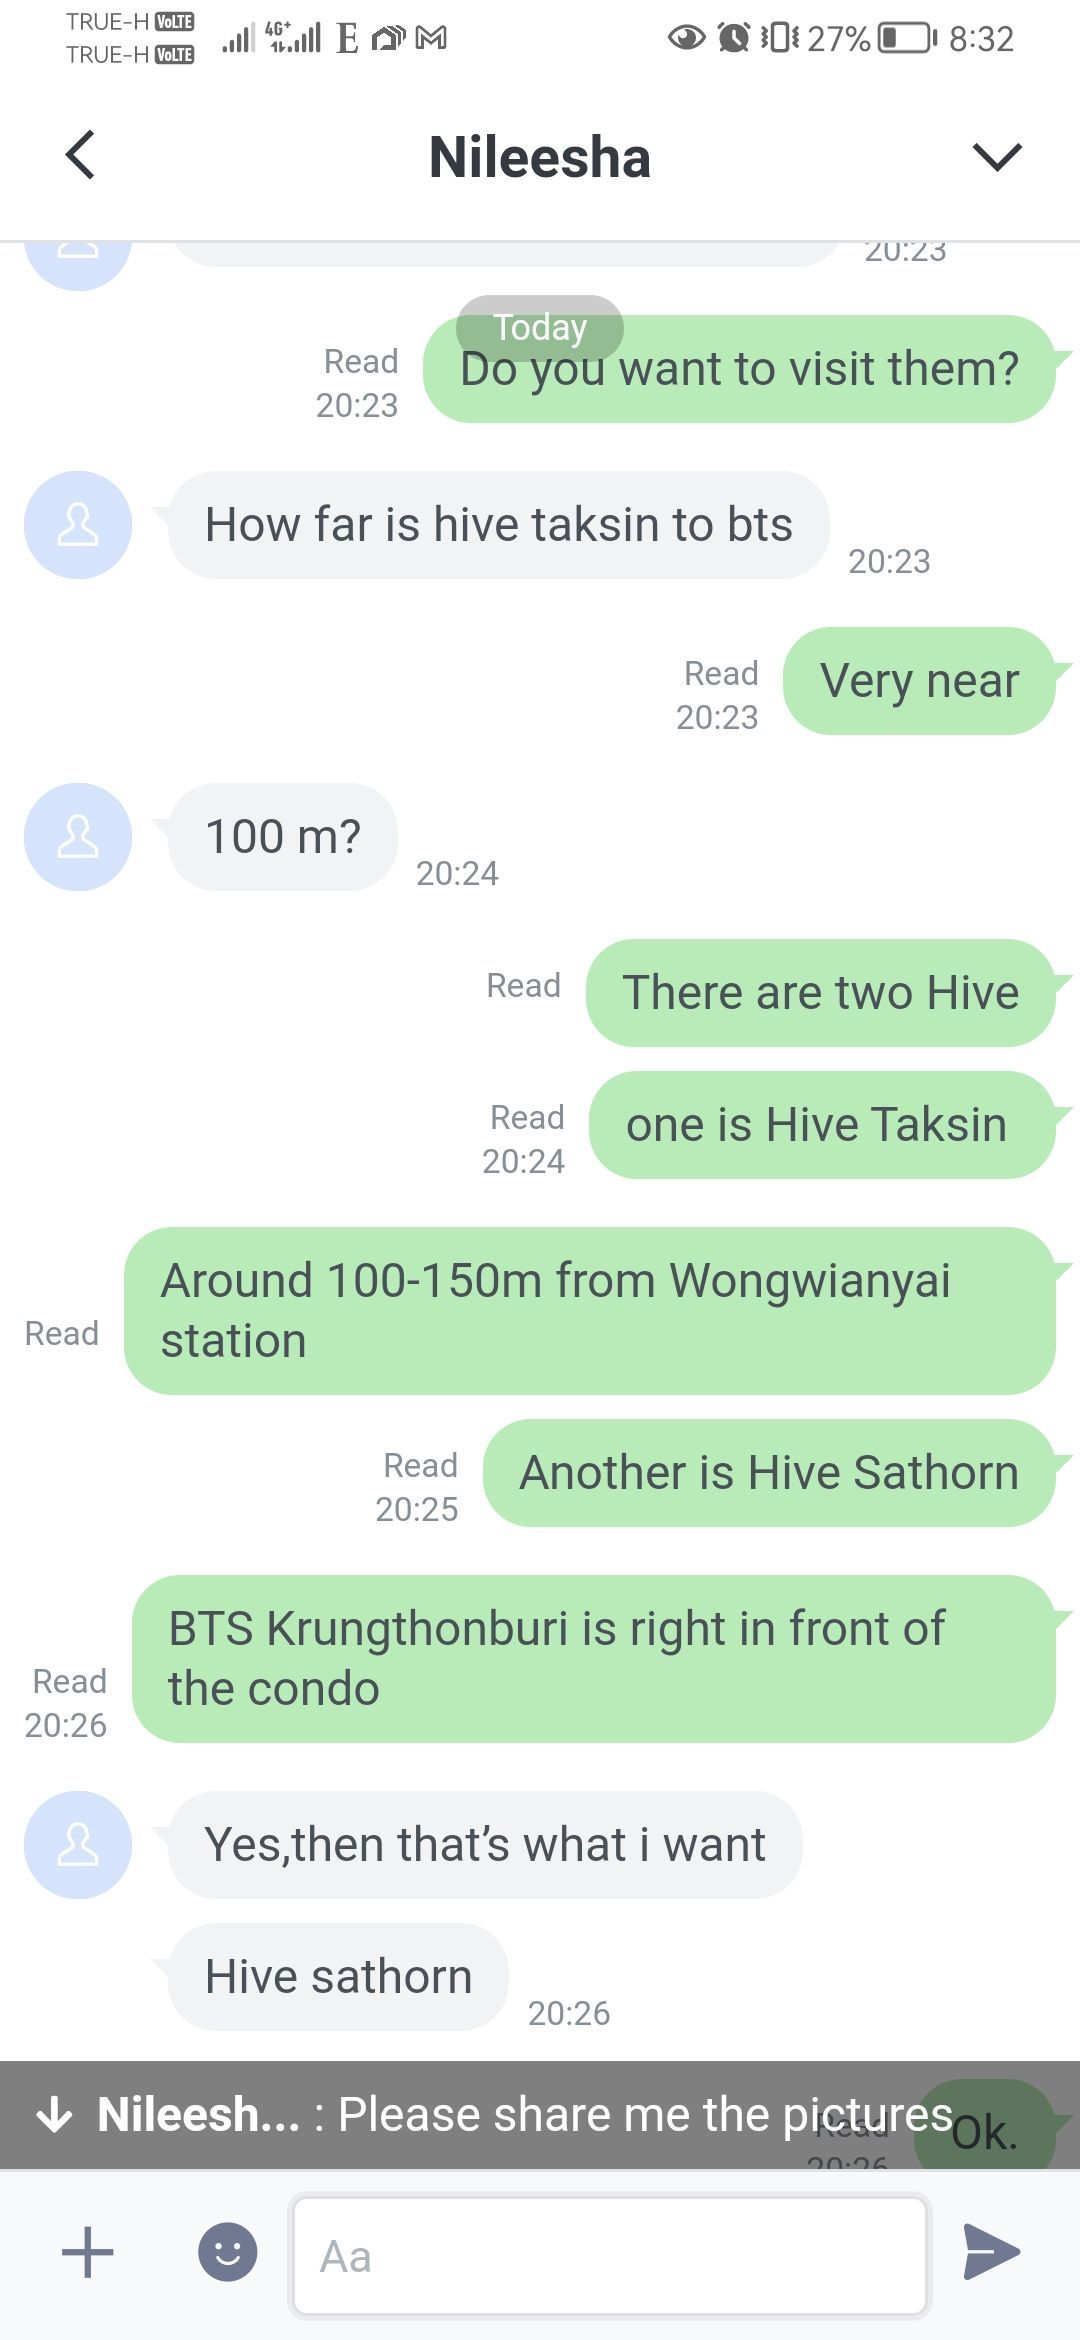 TRUE-H VoLTE
TRUE-H VoLTE
4G+
E
27%
8:32
Nileesha
20:23
Today
Do you want to visit them?
Read
20:23
How far is hive taksin to bts
20:23
Very near
Read
20:23
100 m?
20:24
Read
There are two Hive
one is Hive Taksin
Read
20:24
Around 100-150m from Wongwianyai
station
Read
Another is Hive Sathorn
Read
20:25
BTS Krungthonburi is right in front of
the condo
Read
20:26
Yes,then that’s what i want
Hive sathorn
20:26
Nileesh... : Please share me the pictures
Read
20:26
Ok.
Aa